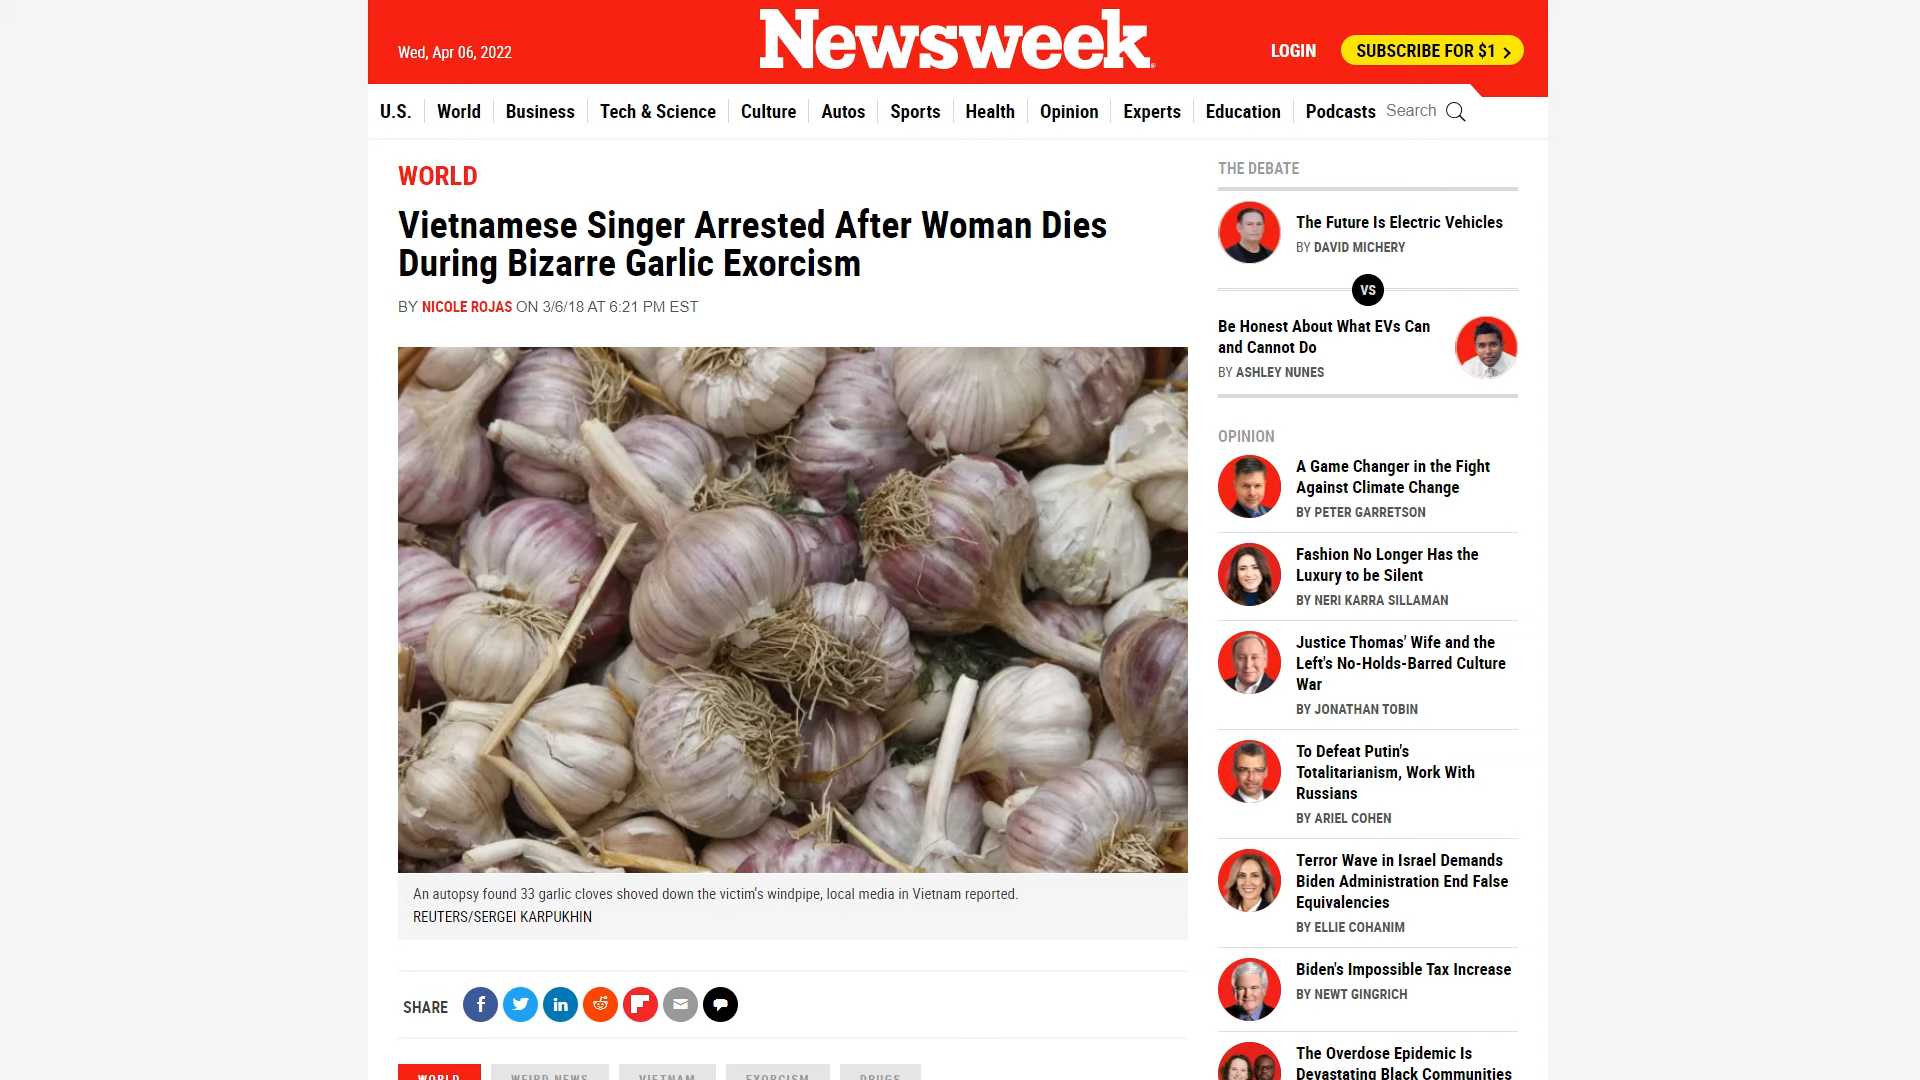 Wed, Apr 06, 2022
Newsweek
LOGIN
SUBSCRIBE FOR $1 >
U.S.
World
Business
Tech & Science
Culture
Autos
Sports
Health
Opinion
Experts
Education
Podcasts
Search
WORLD
Vietnamese Singer Arrested After Woman Dies
During Bizarre Garlic Exorcism
BY NICOLE ROJAS ON 3/6/18 AT 6:21 PM EST
An autopsy found 33 garlic cloves shoved down the victim's windpipe, local media in Vietnam reported.
REUTERS/SERGEI KARPUKHIN
SHARE
WORLD
WEIRD NEWS
VIETNAM
EXORCISM
DRUGS
THE DEBATE
The Future Is Electric Vehicles
BY DAVID MICHERY
VS
Be Honest About What EVs Can
and Cannot Do
BY ASHLEY NUNES
OPINION
A Game Changer in the Fight
Against Climate Change
BY PETER GARRETSON
Fashion No Longer Has the
Luxury to be Silent
BY NERI KARRA SILLAMAN
Justice Thomas' Wife and the
Left's No-Holds-Barred Culture
War
BY JONATHAN TOBIN
To Defeat Putin's
Totalitarianism, Work With
Russians
BY ARIEL COHEN
Terror Wave in Israel Demands
Biden Administration End False
Equivalencies
BY ELLIE COHANIM
Biden's Impossible Tax Increase
BY NEWT GINGRICH
The Overdose Epidemic Is
Devastating Black Communities